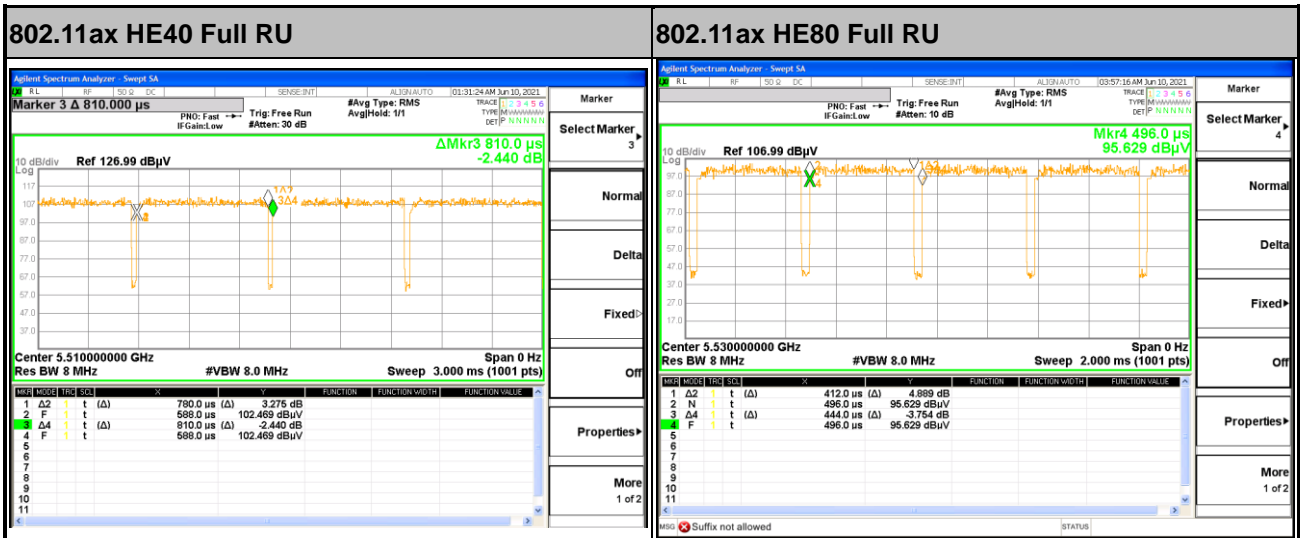 802.11ax HE40 Full RU
Agilent Spectrum Analyzer - Swept SA
RL RF 50 Ω DC SENSE:INT ALIGNAUTO 01:31:24 AM Jun 10, 2021
Marker 3 Δ 810.000 µs
PNO: Fast
IFGain:Low
Trig: Free Run
#Atten: 30 dB
#Avg Type: RMS
Avg|Hold: 1/1
TRACE 1 2 3 4 5 6
TYPE M
DET P N N N N N
ΔMkr3 810.0 µs
-2.440 dB
10 dB/div Ref 126.99 dBµV
Log
117
107
97.0
87.0
77.0
67.0
57.0
47.0
37.0
1Δ2
3Δ4
2
Center 5.510000000 GHz Span 0 Hz
Res BW 8 MHz #VBW 8.0 MHz Sweep 3.000 ms (1001 pts)
MKR MODE TRC SCL X Y FUNCTION FUNCTION WIDTH FUNCTION VALUE
1 Δ2 1 t (Δ) 780.0 µs (Δ) 3.275 dB
2 F 1 t 588.0 µs 102.469 dBµV
3 Δ4 1 t (Δ) 810.0 µs (Δ) -2.440 dB
4 F 1 t 588.0 µs 102.469 dBµV
5
6
7
8
9
10
11
Marker
Select Marker
3
Normal
Delta
Fixed
Off
Properties
More
1 of 2
802.11ax HE80 Full RU
Agilent Spectrum Analyzer - Swept SA
RL RF 50 Ω DC SENSE:INT ALIGNAUTO 03:57:16 AM Jun 10, 2021
PNO: Fast
IFGain:Low
Trig: Free Run
#Atten: 10 dB
#Avg Type: RMS
Avg|Hold: 1/1
TRACE 1 2 3 4 5 6
TYPE M
DET P N N N N N
Mkr4 496.0 µs
95.629 dBµV
10 dB/div Ref 106.99 dBµV
Log
97.0
87.0
77.0
67.0
57.0
47.0
37.0
27.0
17.0
2
4
1Δ2
Center 5.530000000 GHz Span 0 Hz
Res BW 8 MHz #VBW 8.0 MHz Sweep 2.000 ms (1001 pts)
MKR MODE TRC SCL X Y FUNCTION FUNCTION WIDTH FUNCTION VALUE
1 Δ2 1 t (Δ) 412.0 µs (Δ) 4.889 dB
2 N 1 t 496.0 µs 95.629 dBµV
3 Δ4 1 t (Δ) 444.0 µs (Δ) -3.754 dB
4 F 1 t 496.0 µs 95.629 dBµV
5
6
7
8
9
10
11
MSG Suffix not allowed STATUS
Marker
Select Marker
4
Normal
Delta
Fixed
Off
Properties
More
1 of 2